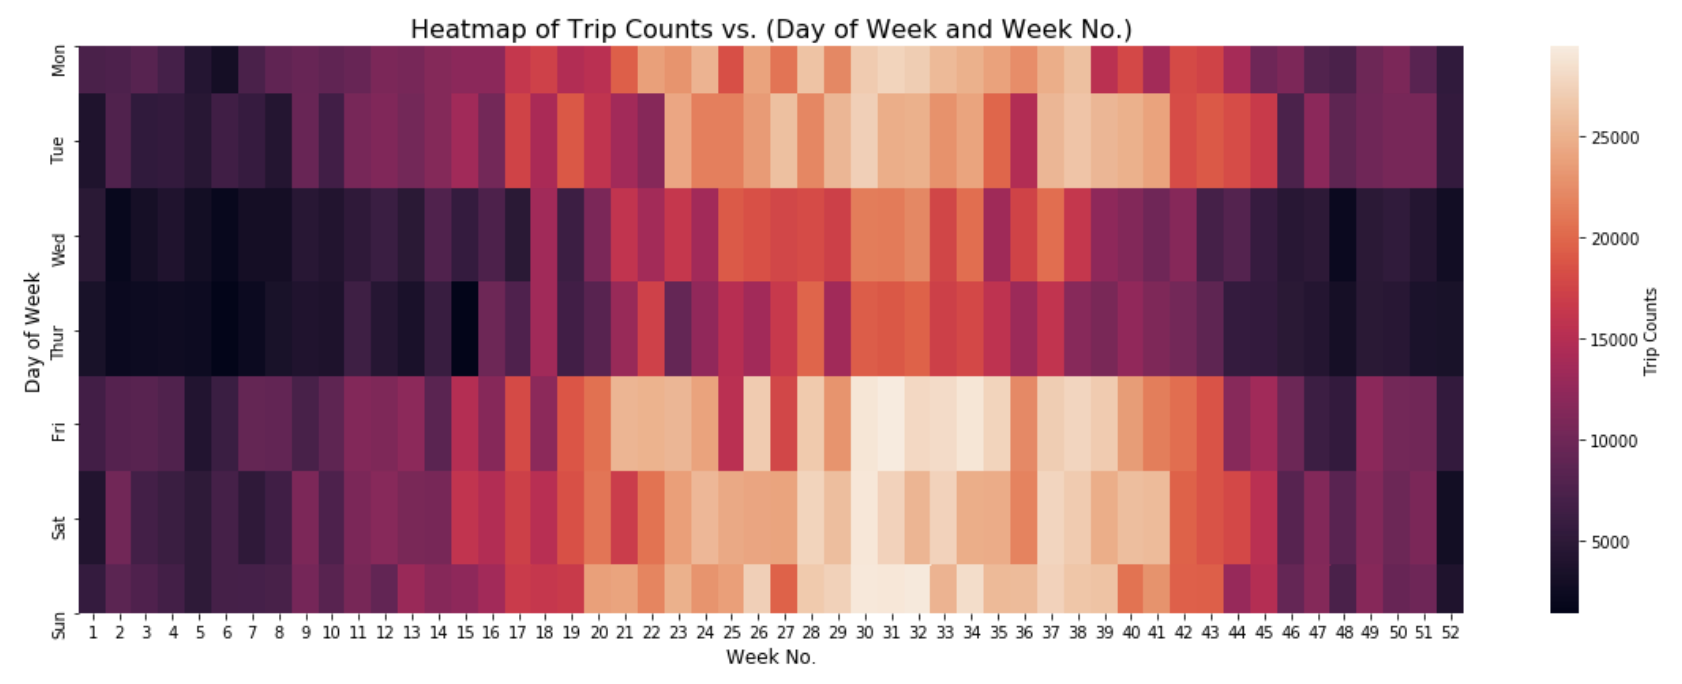 Heatmap of Trip Counts vs. (Day of Week and Week No.)
Day of Week
Mon
Tue
Wed
Thur
Fri
Sat
Sun
1 2 3 4 5 6 7 8 9 10 11 12 13 14 15 16 17 18 19 20 21 22 23 24 25 26 27 28 29 30 31 32 33 34 35 36 37 38 39 40 41 42 43 44 45 46 47 48 49 50 51 52
Week No.
25000
20000
15000
10000
5000
Trip Counts